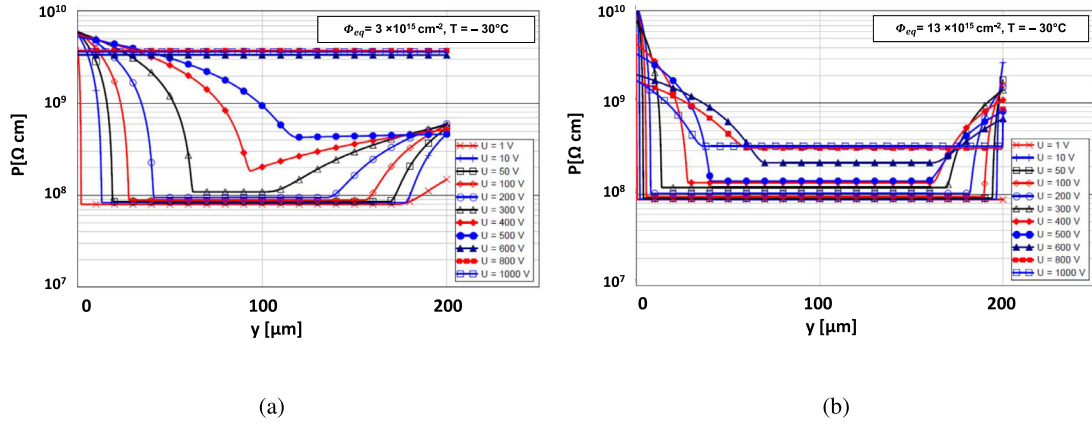 Φeq= 3 ×10¹⁵ cm⁻², T = − 30°C
P[Ω cm]
10¹⁰
10⁹
10⁸
10⁷
0
100
200
y [µm]
U = 1 V
U = 10 V
U = 50 V
U = 100 V
U = 200 V
U = 300 V
U = 400 V
U = 500 V
U = 600 V
U = 800 V
U = 1000 V
(a)
Φeq= 13 ×10¹⁵ cm⁻², T = − 30°C
P[Ω cm]
10¹⁰
10⁹
10⁸
10⁷
0
100
200
y [µm]
U = 1 V
U = 10 V
U = 50 V
U = 100 V
U = 200 V
U = 300 V
U = 400 V
U = 500 V
U = 600 V
U = 800 V
U = 1000 V
(b)